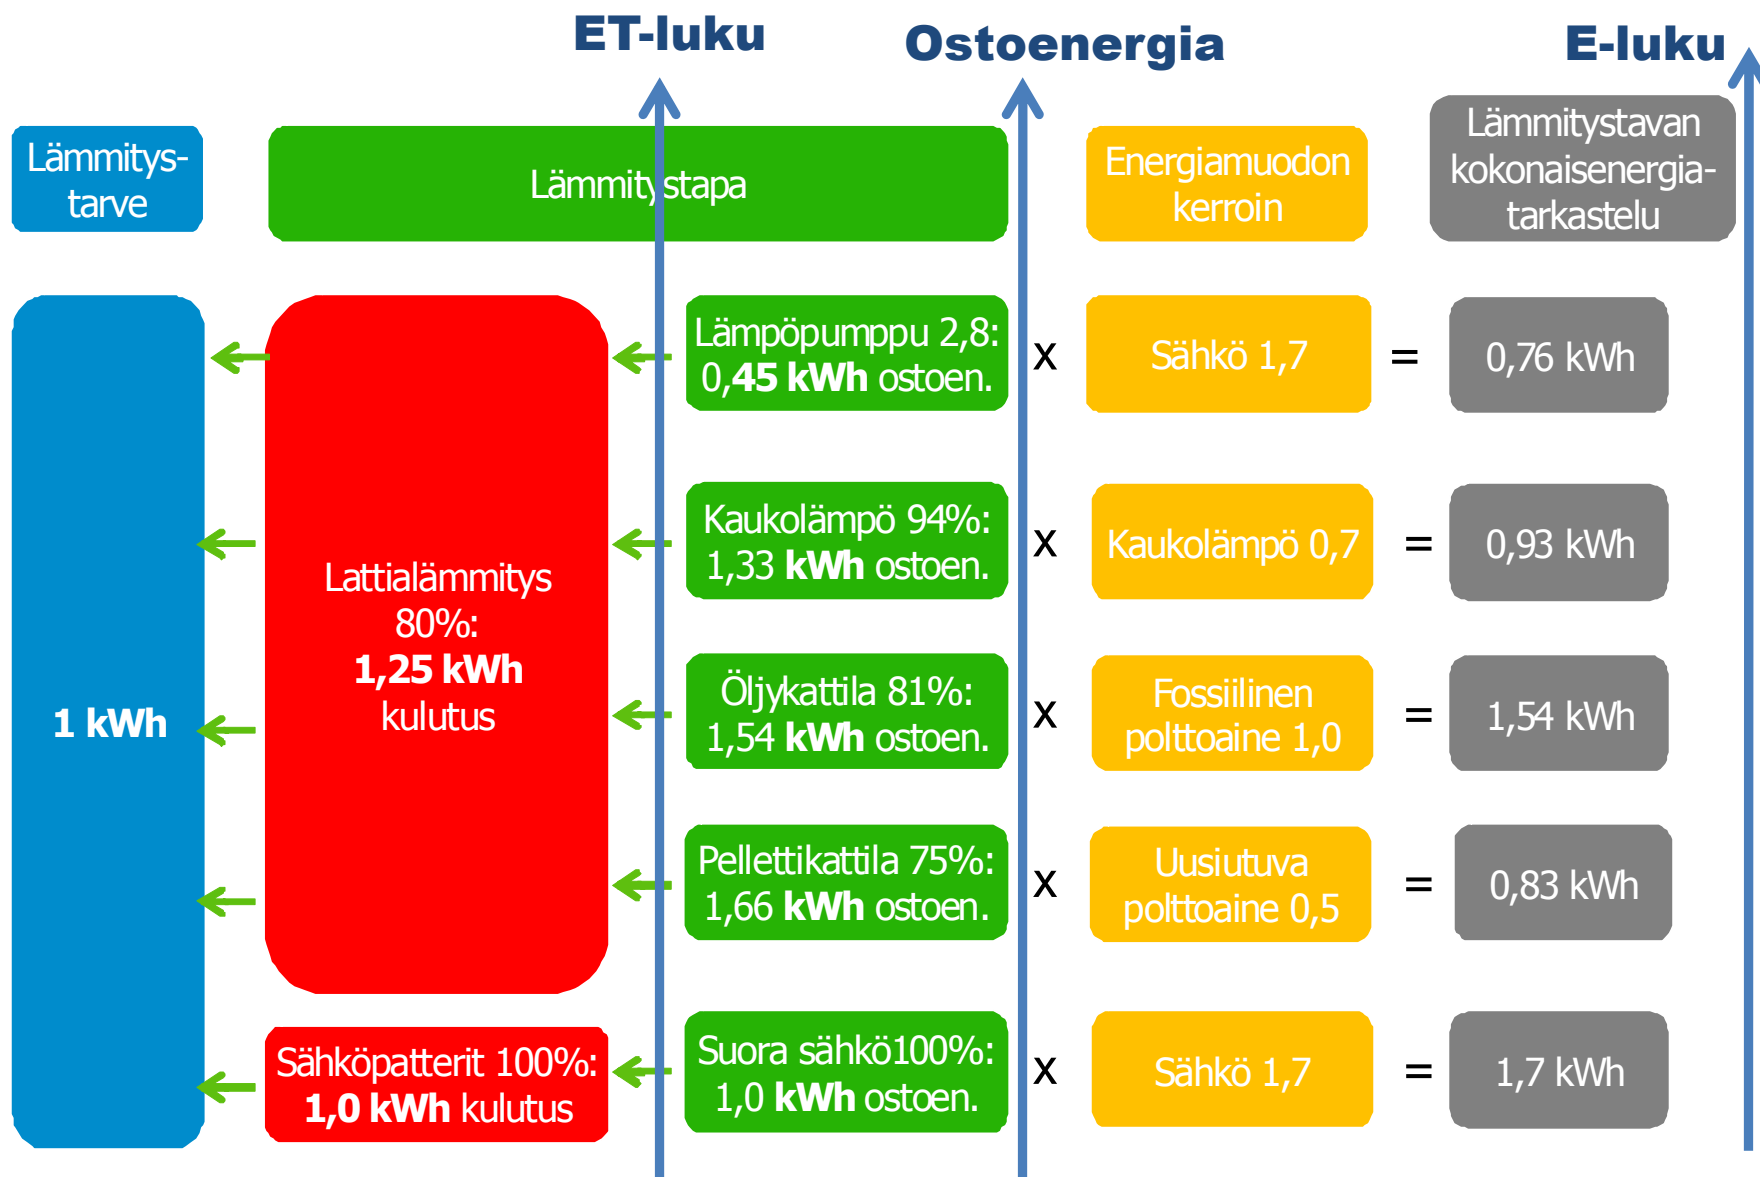 ET-luku
Ostoenergia
E-luku
Lämmitys-
tarve
Lämmitystapa
Energiamuodon
kerroin
Lämmitystavan
kokonaisenergia-
tarkastelu
1 kWh
Lattialämmitys
80%:
1,25 kWh
kulutus
Lämpöpumppu 2,8:
0,45 kWh ostoen.
x
Sähkö 1,7
=
0,76 kWh
Kaukolämpö 94%:
1,33 kWh ostoen.
x
Kaukolämpö 0,7
=
0,93 kWh
Öljykattila 81%:
1,54 kWh ostoen.
x
Fossiilinen
polttoaine 1,0
=
1,54 kWh
Pellettikattila 75%:
1,66 kWh ostoen.
x
Uusiutuva
polttoaine 0,5
=
0,83 kWh
Sähköpatterit 100%:
1,0 kWh kulutus
Suora sähkö100%:
1,0 kWh ostoen.
x
Sähkö 1,7
=
1,7 kWh